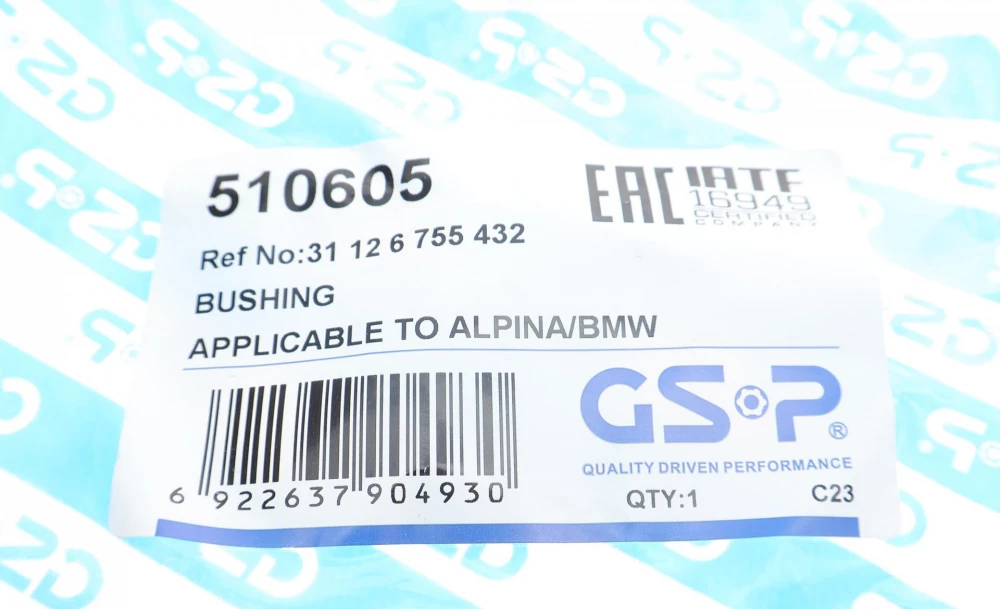 510605
EAC IATF
16949
CERTIFIED
COMPANY
Ref No:31 12 6 755 432
BUSHING
APPLICABLE TO ALPINA/BMW
GS•P®
QUALITY DRIVEN PERFORMANCE
6 922637 904930
QTY:1
C23